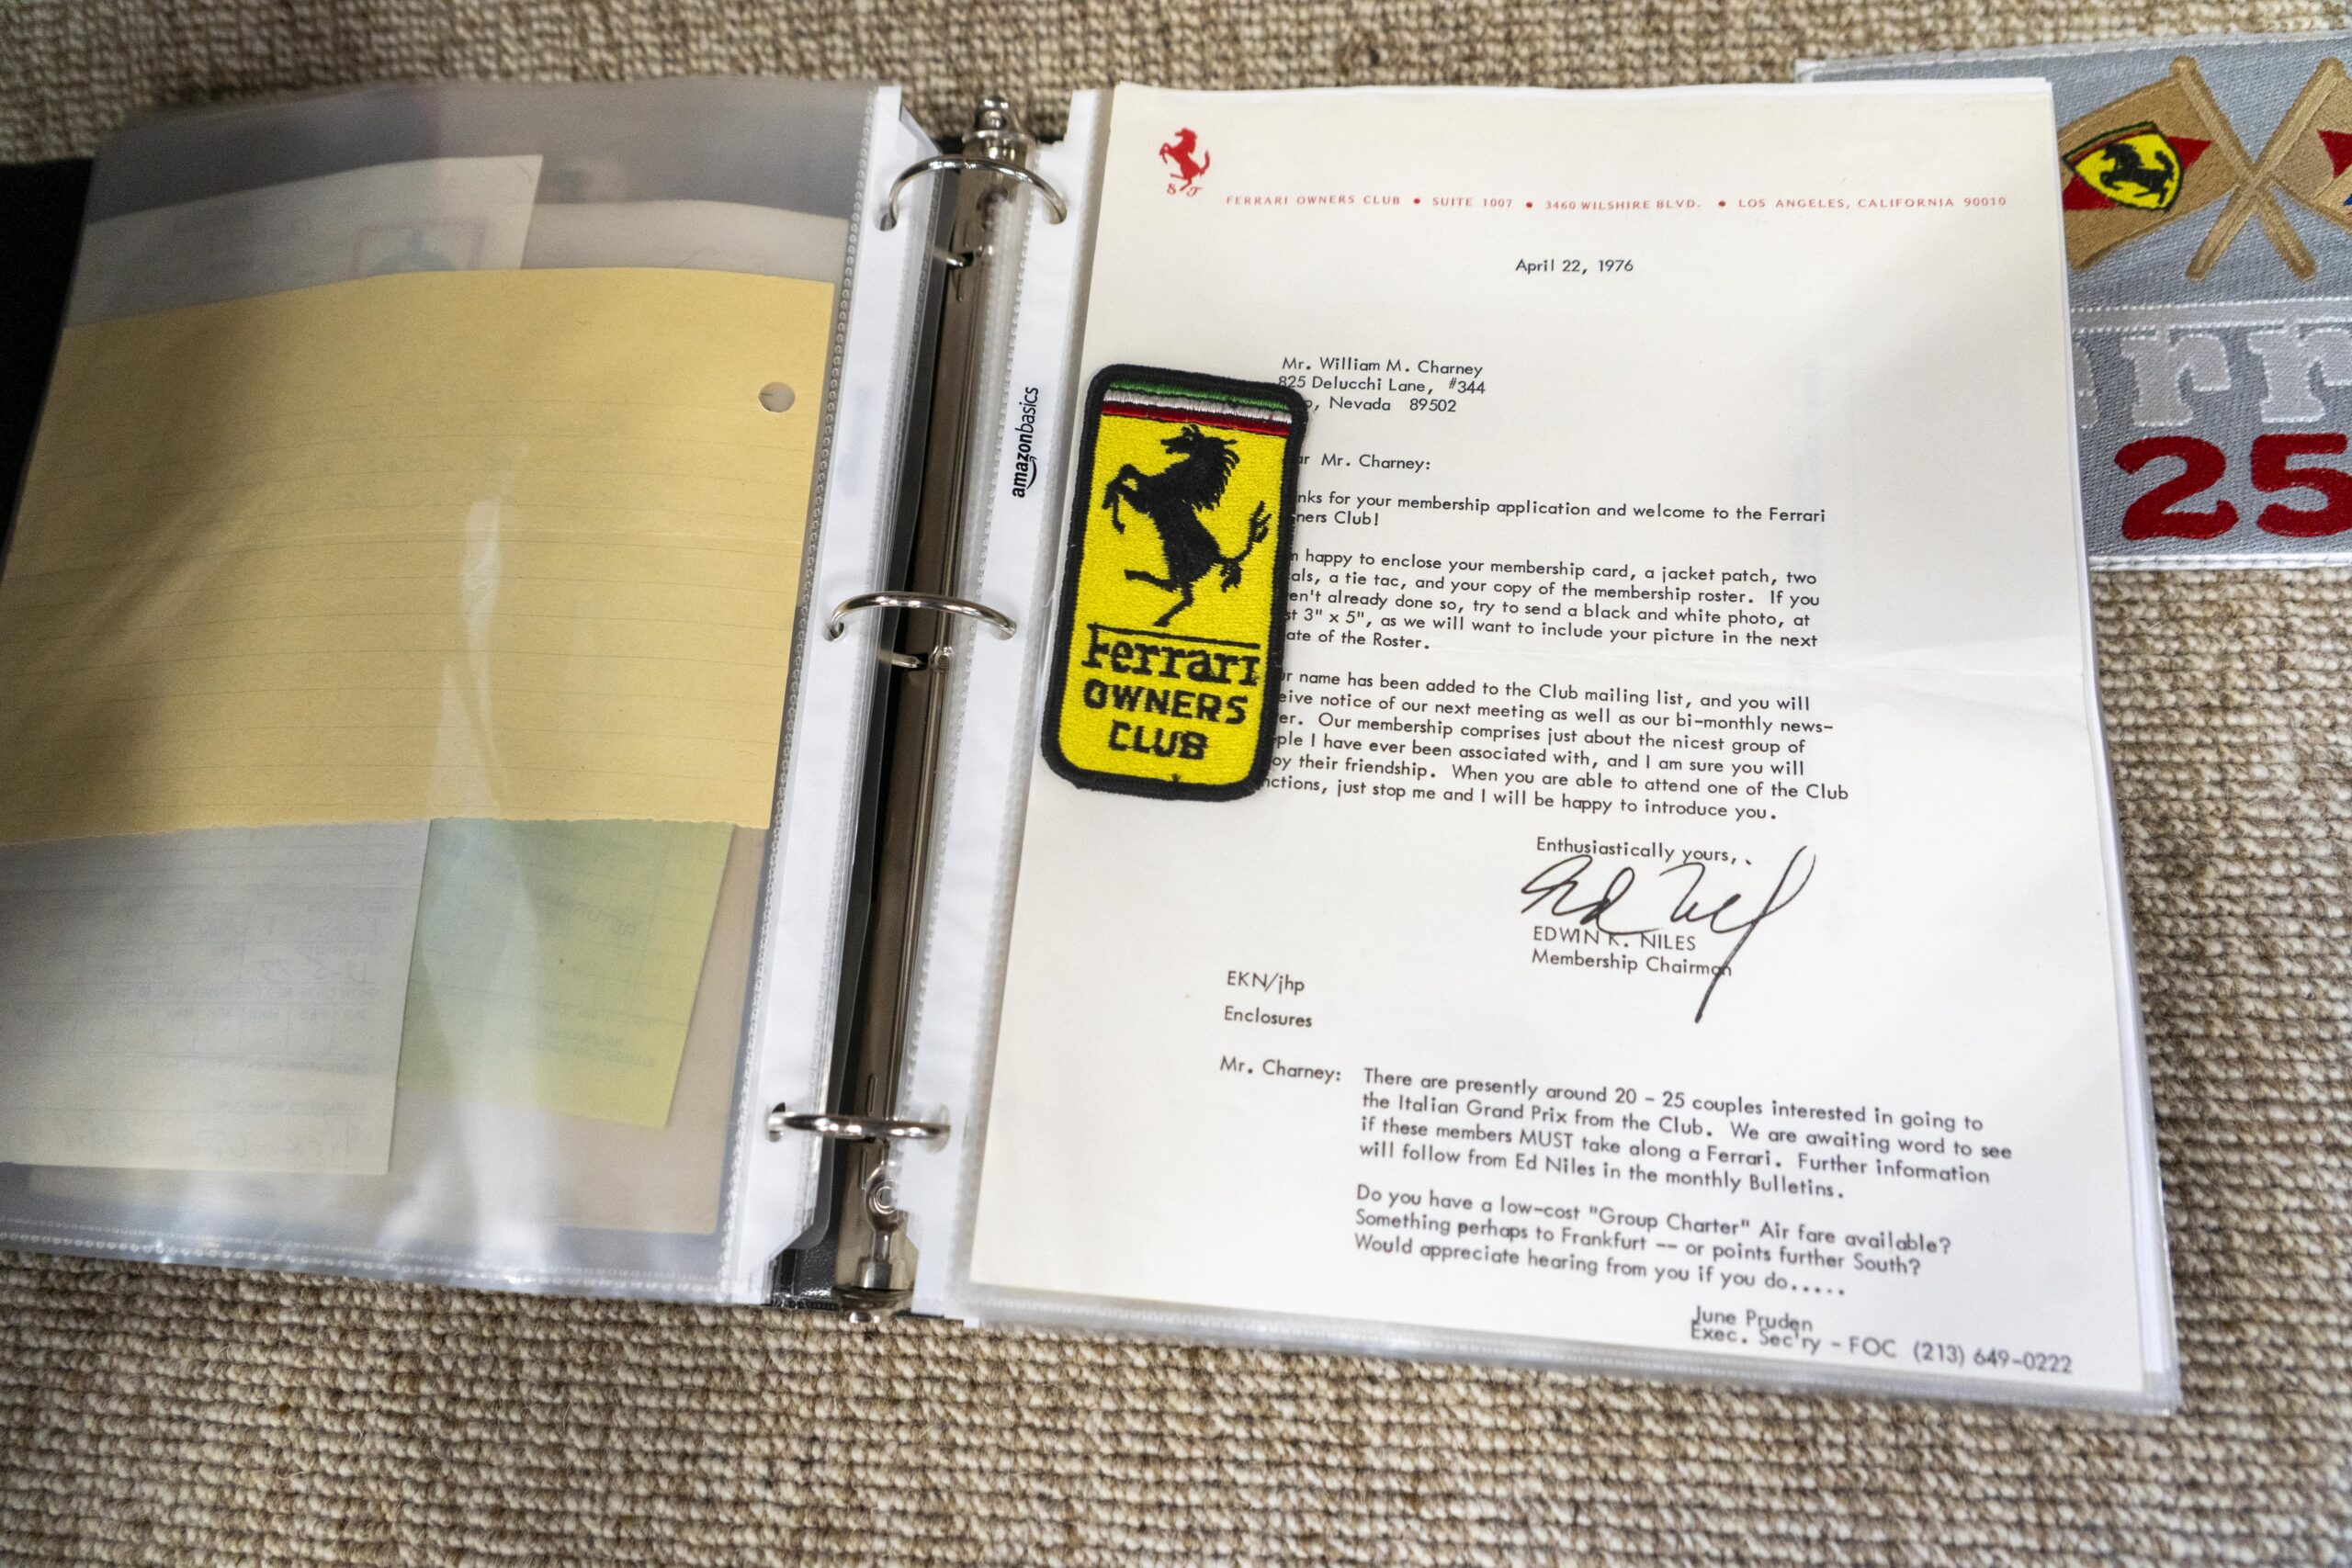 S F
FERRARI OWNERS CLUB • SUITE 1007 • 3460 WILSHIRE BLVD. • LOS ANGELES, CALIFORNIA 90010
April 22, 1976
Mr. William M. Charney
825 Delucchi Lane, #344
o, Nevada 89502
ar Mr. Charney:
nks for your membership application and welcome to the Ferrari
ners Club!
m happy to enclose your membership card, a jacket patch, two
als, a tie tac, and your copy of the membership roster. If you
en't already done so, try to send a black and white photo, at
st 3" x 5", as we will want to include your picture in the next
ate of the Roster.
r name has been added to the Club mailing list, and you will
eive notice of our next meeting as well as our bi-monthly news-
er. Our membership comprises just about the nicest group of
ple I have ever been associated with, and I am sure you will
oy their friendship. When you are able to attend one of the Club
nctions, just stop me and I will be happy to introduce you.
Enthusiastically yours,
EDWIN K. NILES
Membership Chairman
EKN/jhp
Enclosures
Mr. Charney: There are presently around 20 - 25 couples interested in going to
the Italian Grand Prix from the Club. We are awaiting word to see
if these members MUST take along a Ferrari. Further information
will follow from Ed Niles in the monthly Bulletins.
Do you have a low-cost "Group Charter" Air fare available?
Something perhaps to Frankfurt -- or points further South?
Would appreciate hearing from you if you do.....
June Pruden
Exec. Sec'ry - FOC (213) 649-0222
Ferrari
OWNERS
CLUB
amazonbasics
arr
25